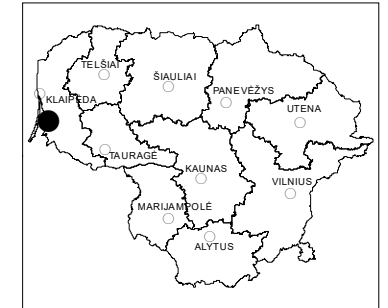 TELŠIAI
ŠIAULIAI
PANEVĖŽYS
KLAIPĖDA
UTENA
TAURAGĖ
KAUNAS
VILNIUS
MARIJAMPOLĖ
ALYTUS